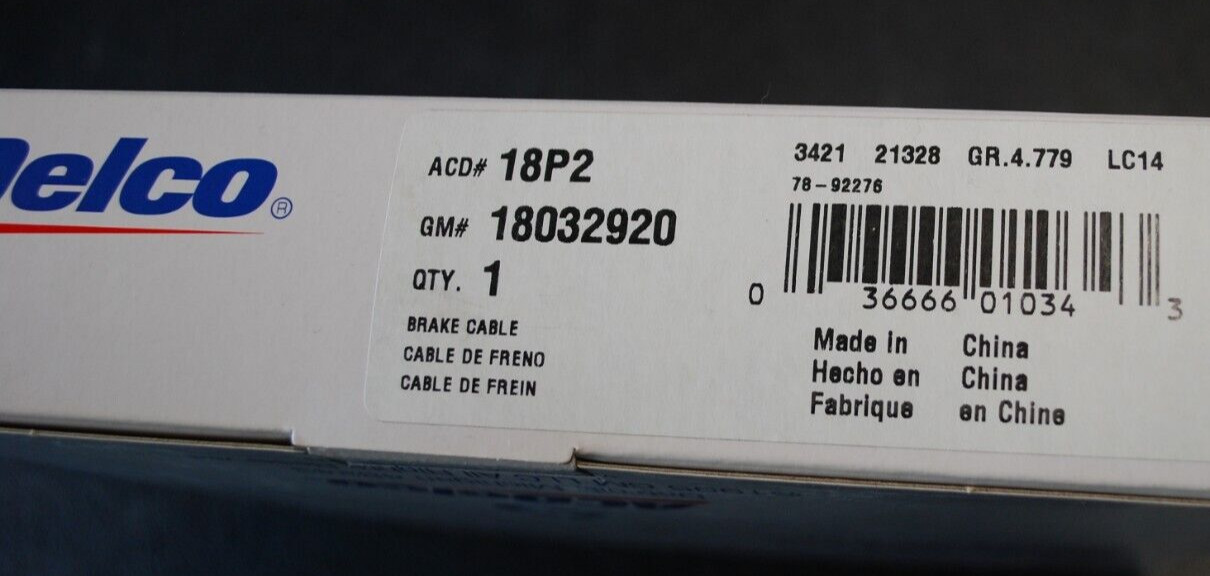 Delco®
ACD# 18P2
GM# 18032920
QTY. 1
BRAKE CABLE
CABLE DE FRENO
CABLE DE FREIN
3421 21328 GR.4.779 LC14
78-92276
0 36666 01034 3
Made in China
Hecho en China
Fabrique en Chine